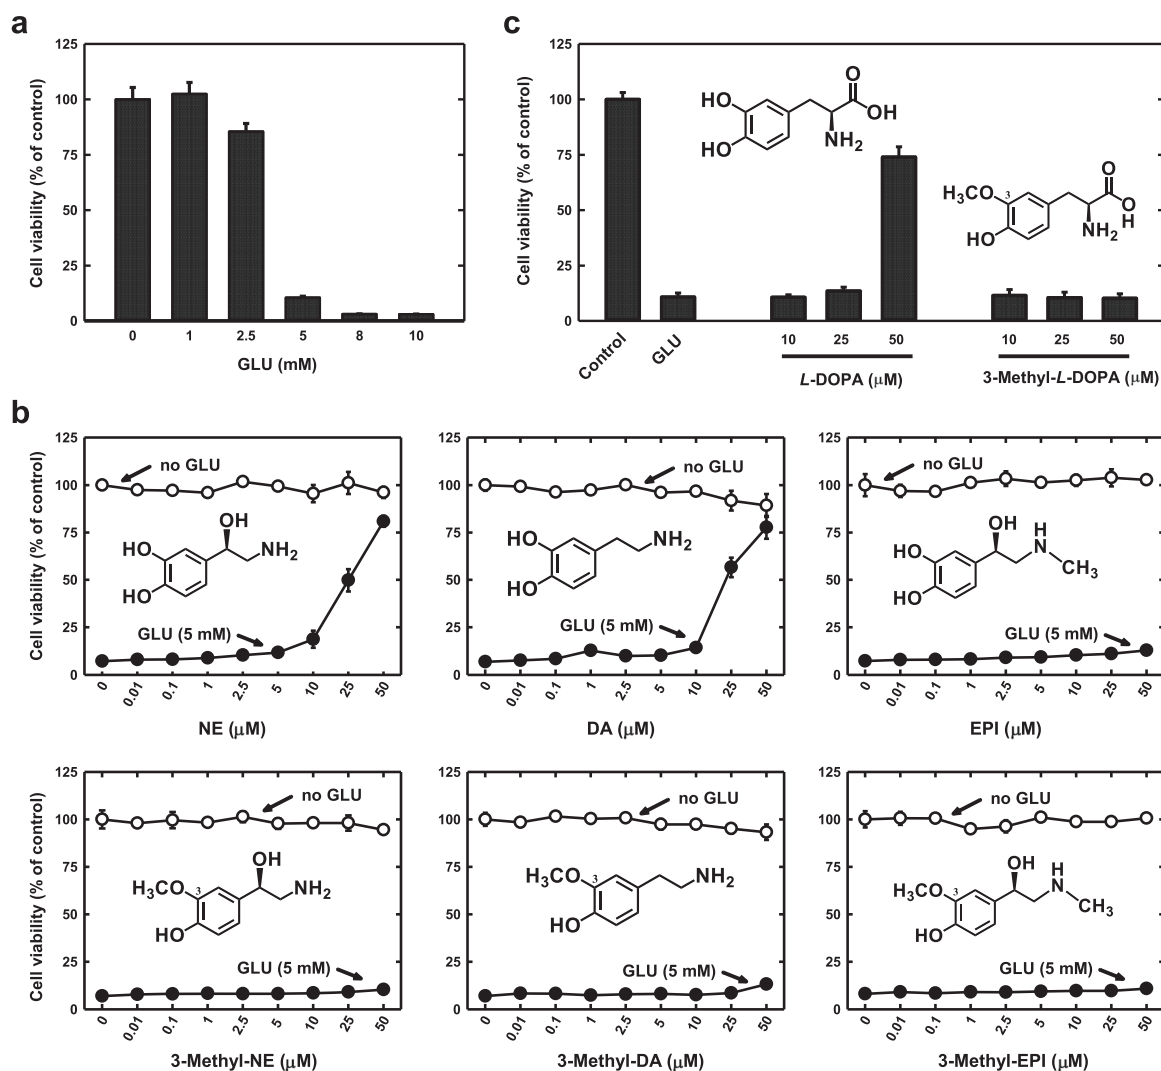 a
Cell viability (% of control)
125
100
75
50
25
0
0 1 2.5 5 8 10
GLU (mM)
c
Cell viability (% of control)
125
100
75
50
25
0
HO
HO
O
OH
NH2
H3CO
3
HO
O
O
H
NH2
Control
GLU
10 25 50
L-DOPA (μM)
10 25 50
3-Methyl-L-DOPA (μM)
b
Cell viability (% of control)
125
100
75
50
25
0
no GLU
OH
HO
HO
NH2
GLU (5 mM)
0 0.01 0.1 1 2.5 5 10 25 50
NE (μM)
125
100
75
50
25
0
no GLU
HO
HO
NH2
GLU (5 mM)
0 0.01 0.1 1 2.5 5 10 25 50
DA (μM)
125
100
75
50
25
0
no GLU
OH
H
N
HO
HO
CH3
GLU (5 mM)
0 0.01 0.1 1 2.5 5 10 25 50
EPI (μM)
Cell viability (% of control)
125
100
75
50
25
0
no GLU
OH
H3CO
3
NH2
HO
GLU (5 mM)
0 0.01 0.1 1 2.5 5 10 25 50
3-Methyl-NE (μM)
125
100
75
50
25
0
no GLU
H3CO
3
NH2
HO
GLU (5 mM)
0 0.01 0.1 1 2.5 5 10 25 50
3-Methyl-DA (μM)
125
100
75
50
25
0
no GLU
OH
H
N
H3CO
3
CH3
HO
GLU (5 mM)
0 0.01 0.1 1 2.5 5 10 25 50
3-Methyl-EPI (μM)